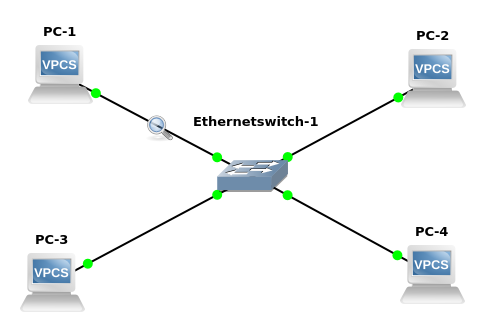 PC-1
VPCS
PC-2
VPCS
Ethernetswitch-1
PC-3
VPCS
PC-4
VPCS